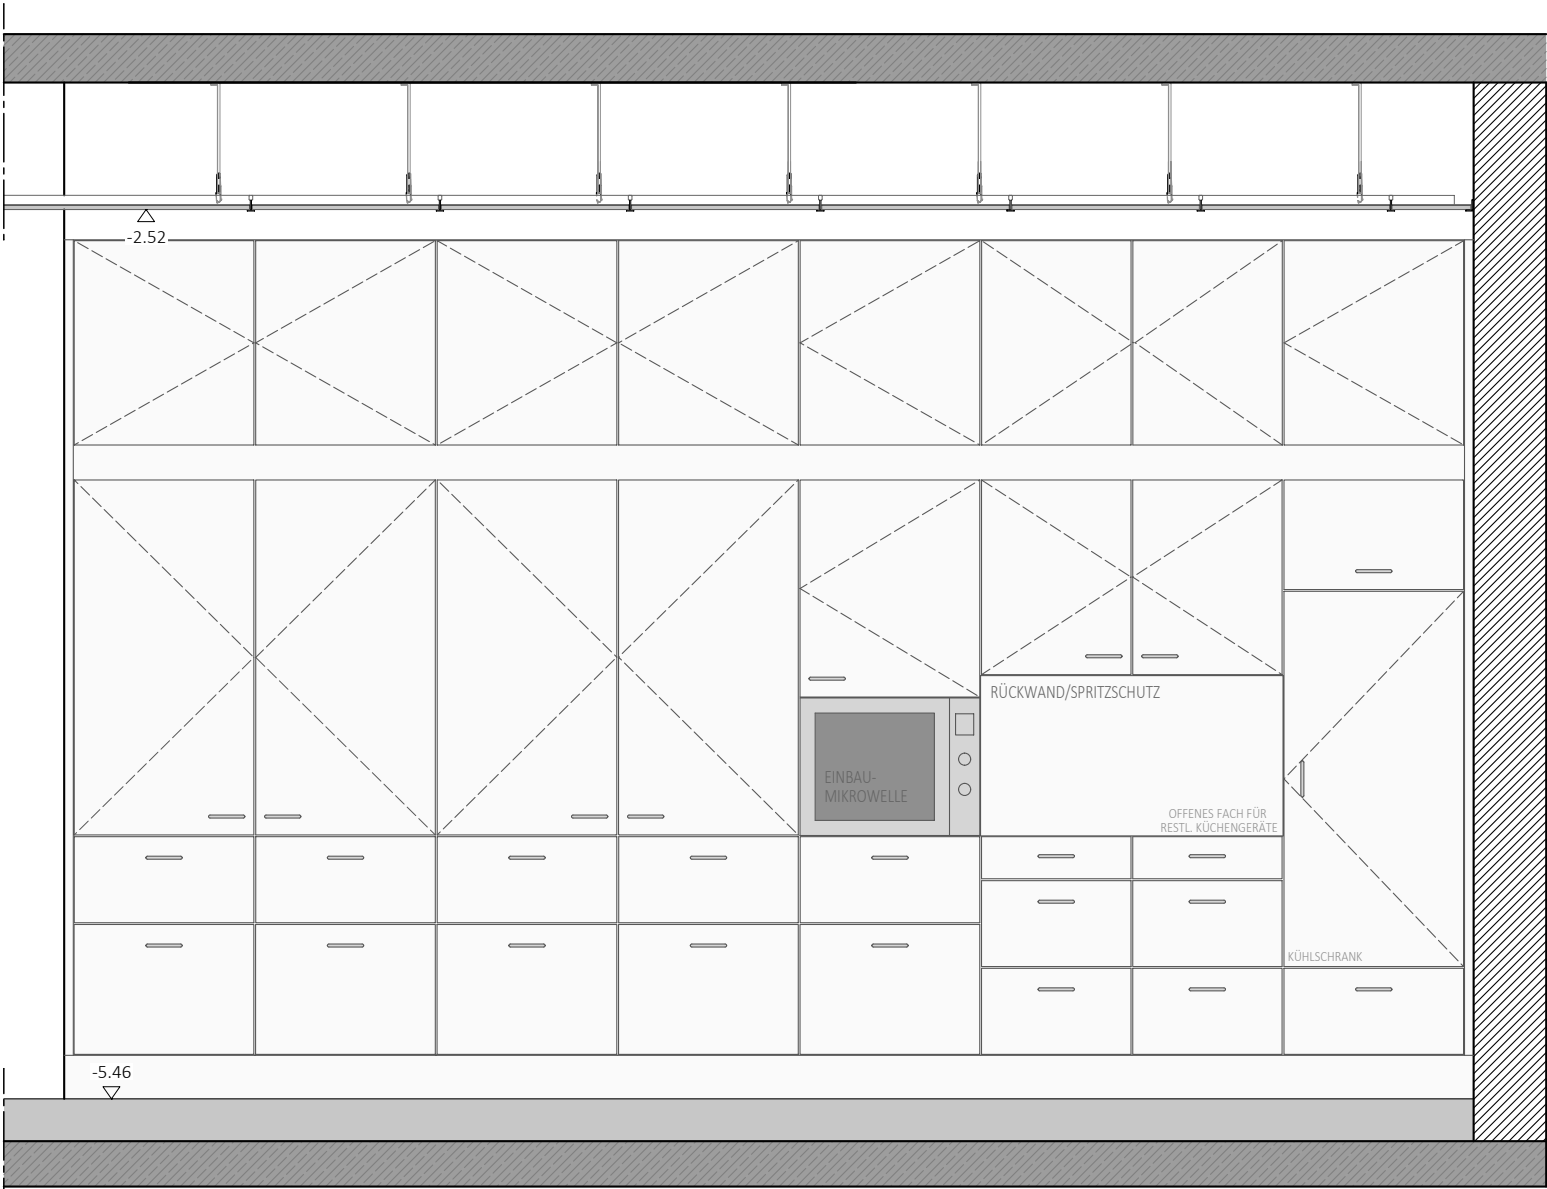 -2.52
RÜCKWAND/SPRITZSCHUTZ
EINBAU-
MIKROWELLE
OFFENES FACH FÜR
RESTL. KÜCHENGERÄTE
KÜHLSCHRANK
-5.46